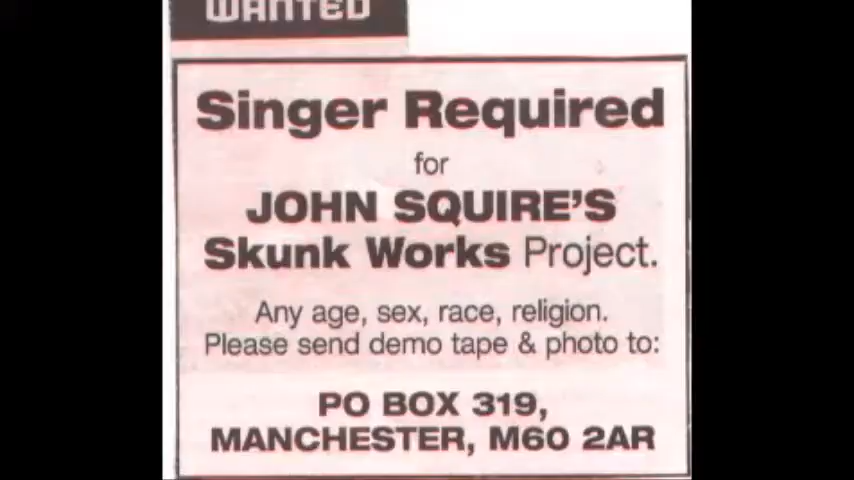 WANTED
Singer Required
for
JOHN SQUIRE'S
Skunk Works Project.
Any age, sex, race, religion.
Please send demo tape & photo to:
PO BOX 319,
MANCHESTER, M60 2AR